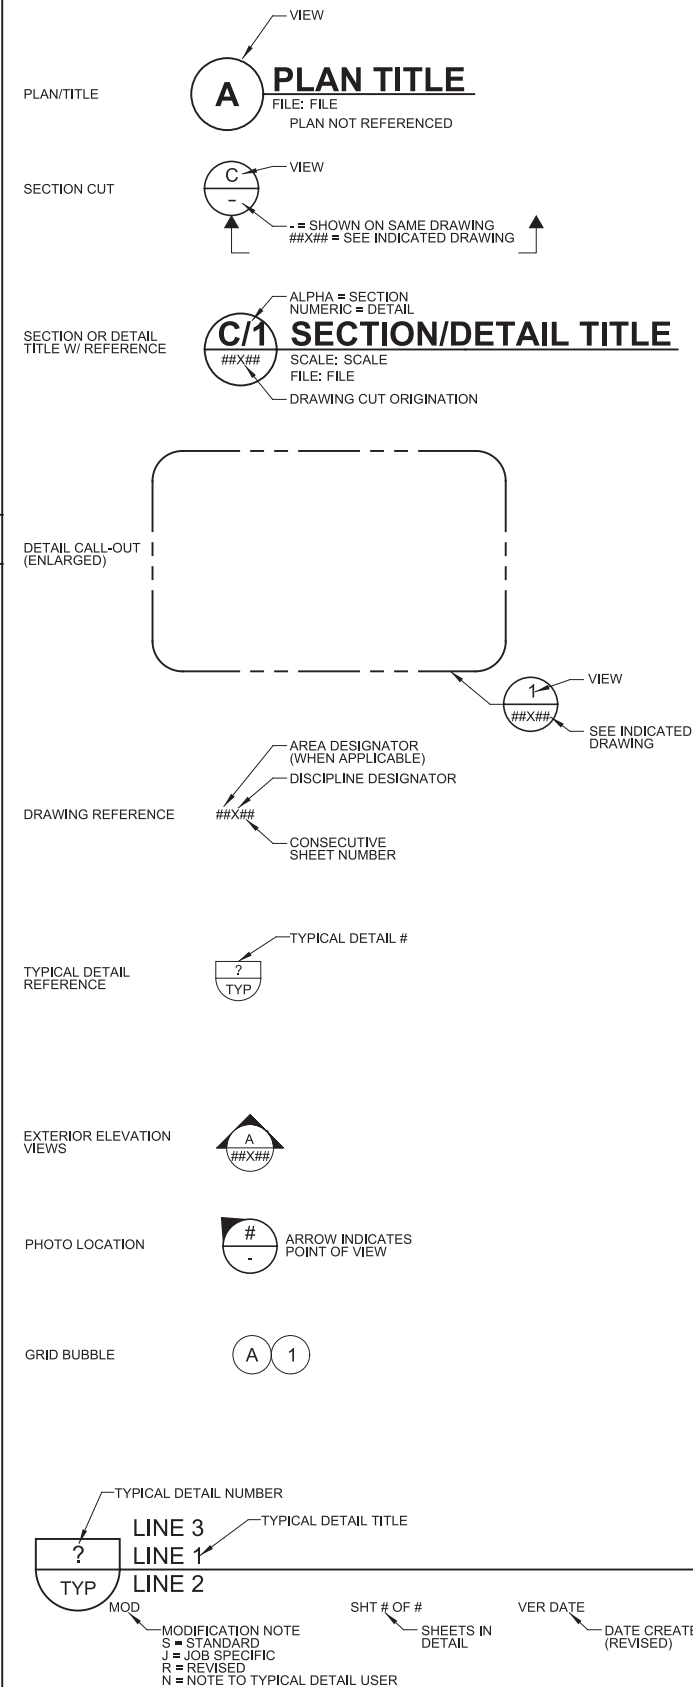 VIEW
PLAN/TITLE
A
PLAN TITLE
FILE: FILE
PLAN NOT REFERENCED
SECTION CUT
C
-
VIEW
- = SHOWN ON SAME DRAWING
##X## = SEE INDICATED DRAWING
ALPHA = SECTION
NUMERIC = DETAIL
SECTION OR DETAIL
TITLE W/ REFERENCE
C/1
##X##
SECTION/DETAIL TITLE
SCALE: SCALE
FILE: FILE
DRAWING CUT ORIGINATION
DETAIL CALL-OUT
(ENLARGED)
1
##X##
VIEW
SEE INDICATED
DRAWING
AREA DESIGNATOR
(WHEN APPLICABLE)
DISCIPLINE DESIGNATOR
DRAWING REFERENCE
##X##
CONSECUTIVE
SHEET NUMBER
TYPICAL DETAIL #
TYPICAL DETAIL
REFERENCE
?
TYP
EXTERIOR ELEVATION
VIEWS
A
##X##
PHOTO LOCATION
#
-
ARROW INDICATES
POINT OF VIEW
GRID BUBBLE
A
1
TYPICAL DETAIL NUMBER
?
TYP
LINE 3
LINE 1
LINE 2
TYPICAL DETAIL TITLE
MOD
MODIFICATION NOTE
S = STANDARD
J = JOB SPECIFIC
R = REVISED
N = NOTE TO TYPICAL DETAIL USER
SHT # OF #
SHEETS IN
DETAIL
VER DATE
DATE CREATE
(REVISED)